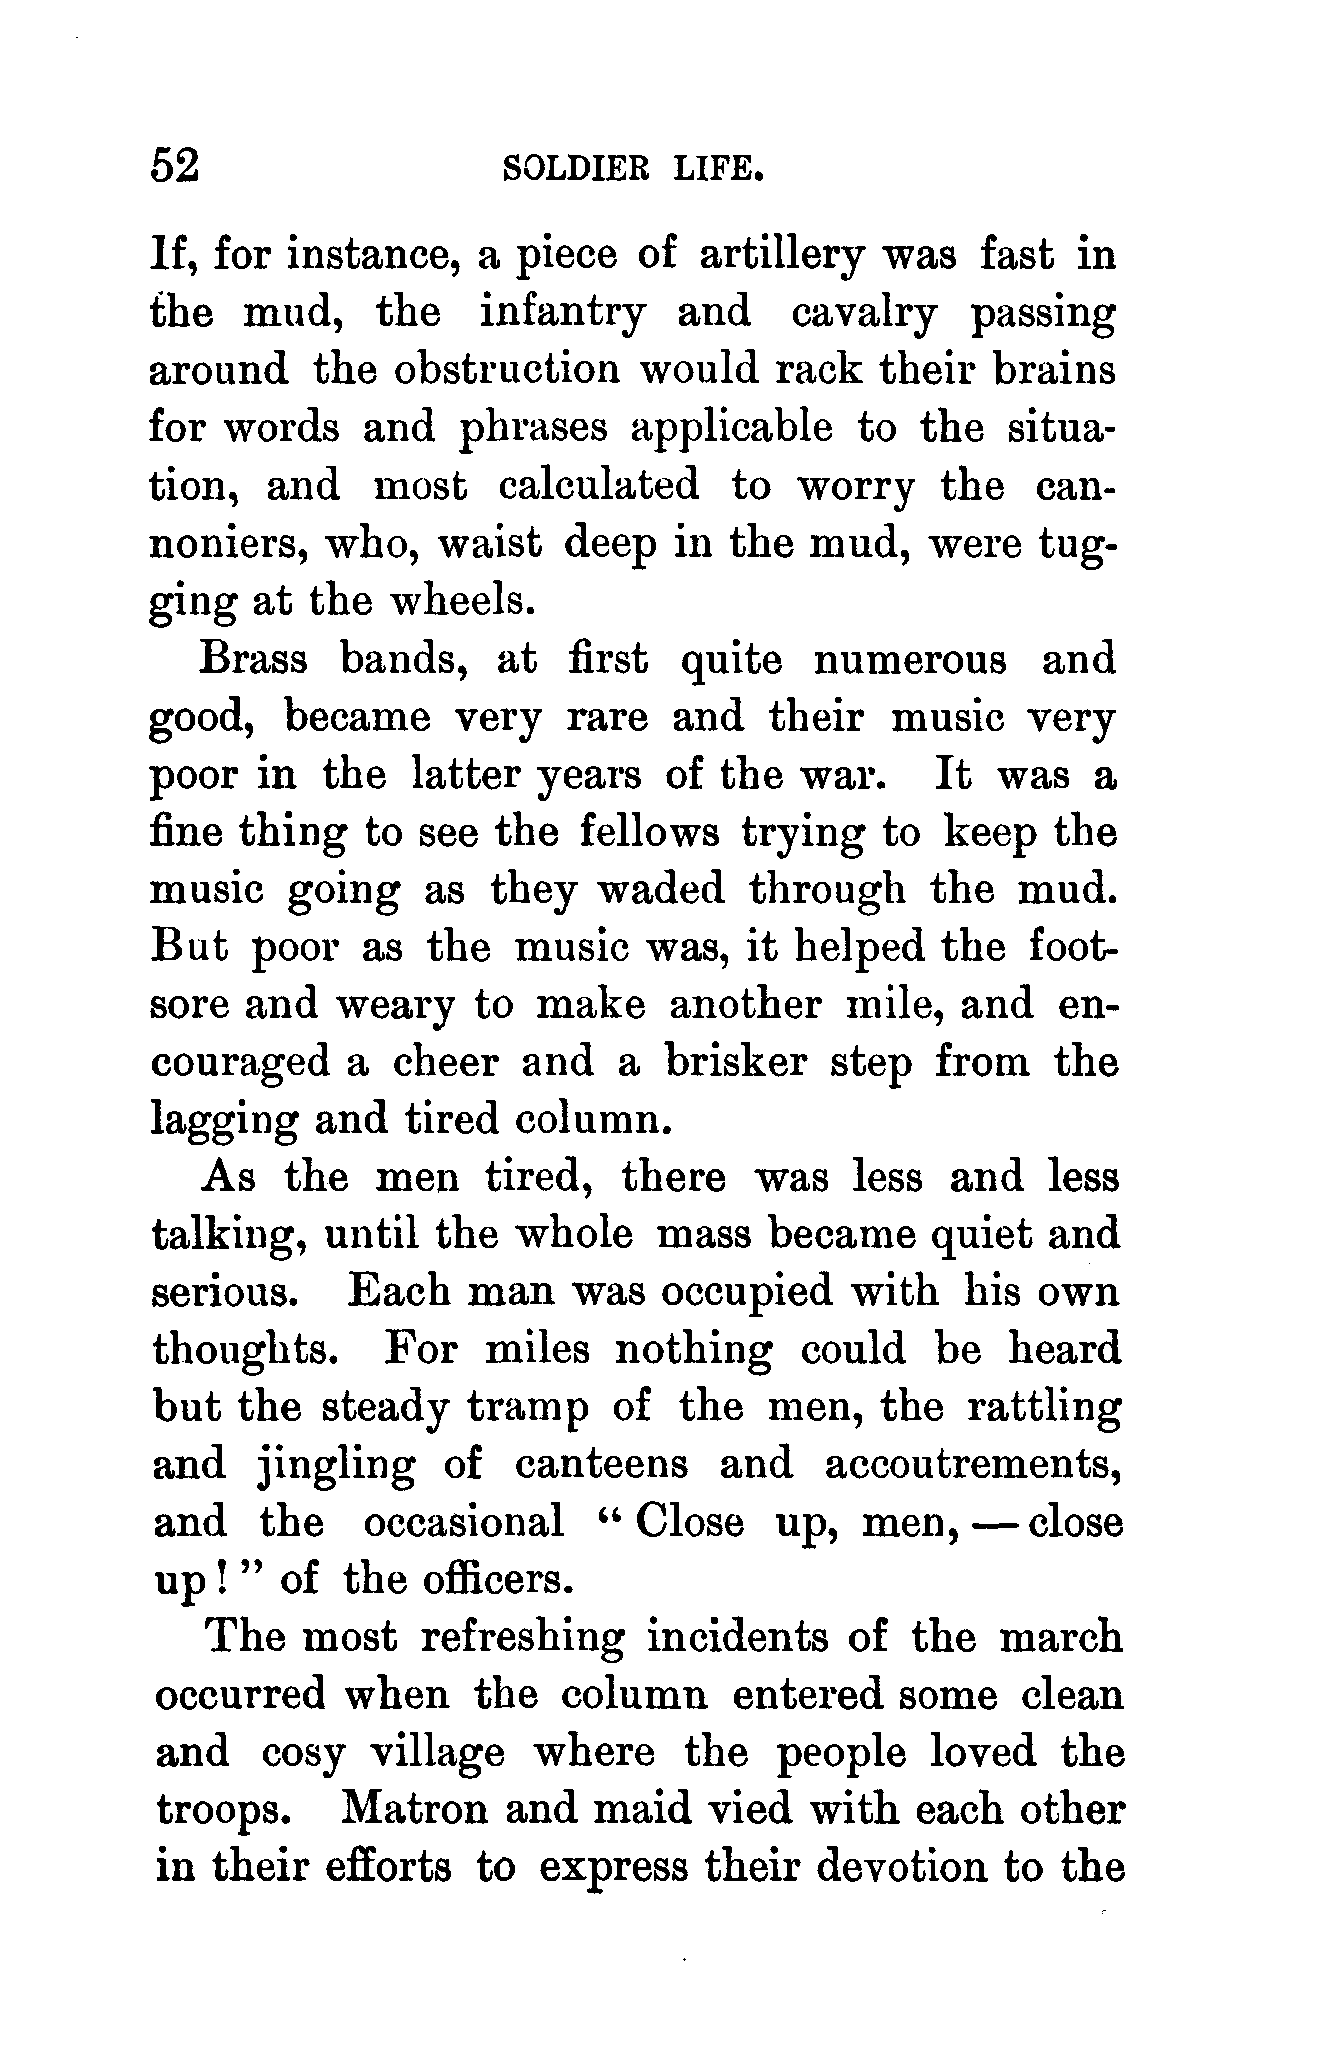 52 SOLDIER LIFE.
If, for instance, a piece of artillery was fast in
the mud, the infantry and cavalry passing
around the obstruction would rack their brains
for words and phrases applicable to the situa-
tion, and most calculated to worry the can-
noniers, who, waist deep in the mud, were tug-
ging at the wheels.
Brass bands, at first quite numerous and
good, became very rare and their music very
poor in the latter years of the war. It was a
fine thing to see the fellows trying to keep the
music going as they waded through the mud.
But poor as the music was, it helped the foot-
sore and weary to make another mile, and en-
couraged a cheer and a brisker step from the
lagging and tired column.
As the men tired, there was less and less
talking, until the whole mass became quiet and
serious. Each man was occupied with his own
thoughts. For miles nothing could be heard
but the steady tramp of the men, the rattling
and jingling of canteens and accoutrements,
and the occasional “ Close up, men, — close
up ! ” of the officers.
The most refreshing incidents of the march
occurred when the column entered some clean
and cosy village where the people loved the
troops. Matron and maid vied with each other
in their efforts to express their devotion to the